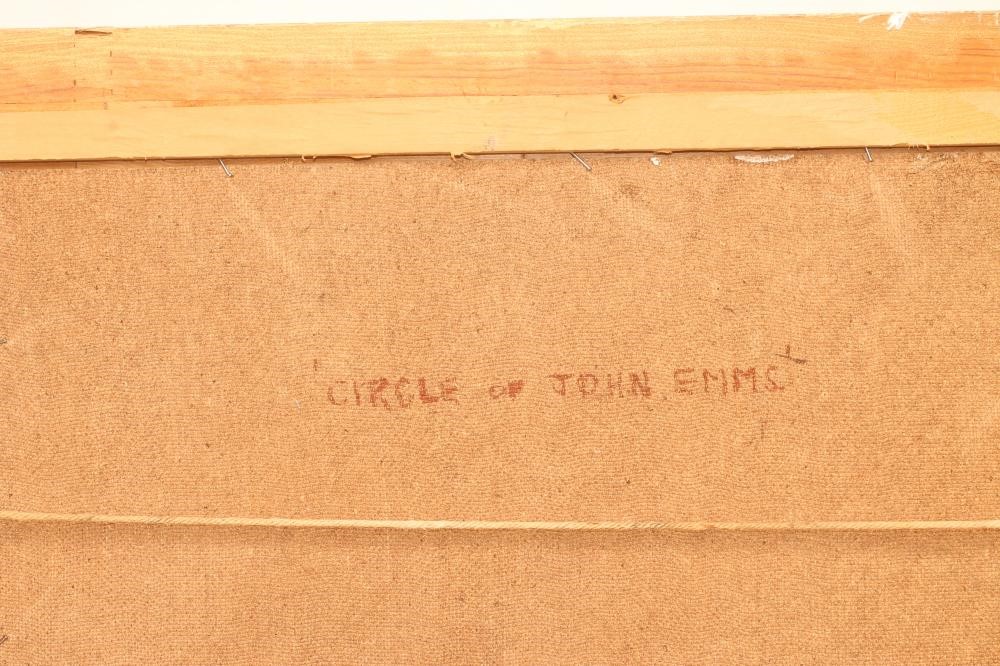 'CIRCLE OF JOHN EMMS'